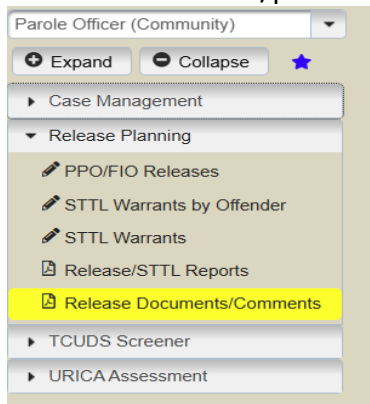 Parole Officer (Community)
Expand Collapse
Case Management
Release Planning
PPO/FIO Releases
STTL Warrants by Offender
STTL Warrants
Release/STTL Reports
Release Documents/Comments
TCUDS Screener
URICA Assessment